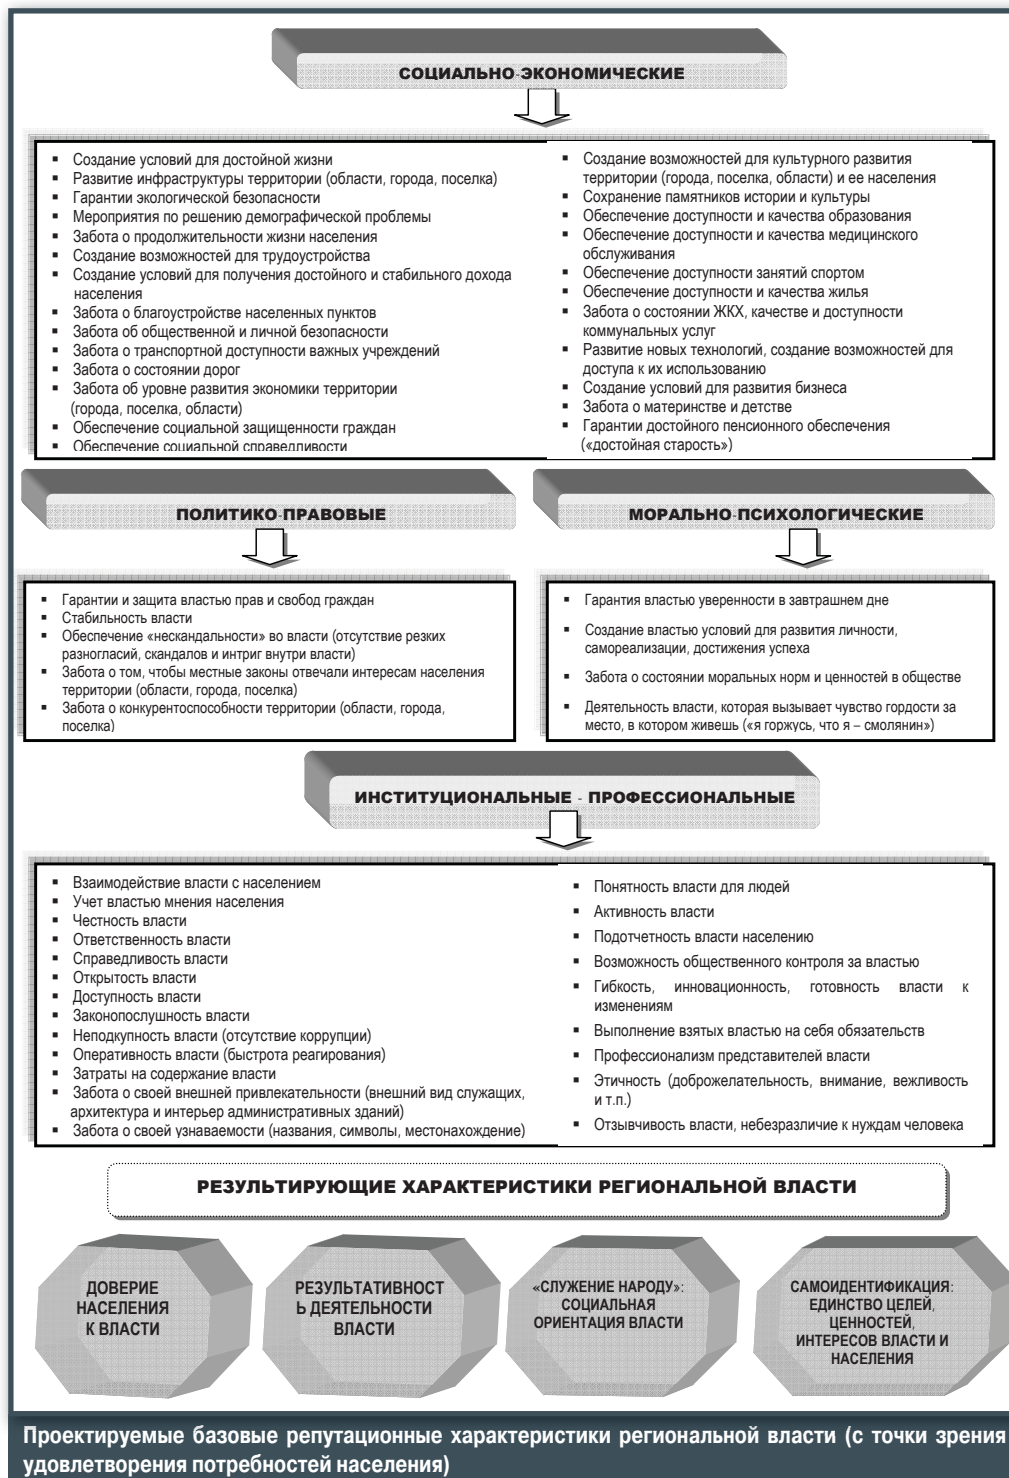 СОЦИАЛЬНО-ЭКОНОМИЧЕСКИЕ
▪ Создание условий для достойной жизни
▪ Развитие инфраструктуры территории (области, города, поселка)
▪ Гарантии экологической безопасности
▪ Мероприятия по решению демографической проблемы
▪ Забота о продолжительности жизни населения
▪ Создание возможностей для трудоустройства
▪ Создание условий для получения достойного и стабильного дохода
населения
▪ Забота о благоустройстве населенных пунктов
▪ Забота об общественной и личной безопасности
▪ Забота о транспортной доступности важных учреждений
▪ Забота о состоянии дорог
▪ Забота об уровне развития экономики территории
(города, поселка, области)
▪ Обеспечение социальной защищенности граждан
▪ Обеспечение социальной справедливости
▪ Создание возможностей для культурного развития
территории (города, поселка, области) и ее населения
▪ Сохранение памятников истории и культуры
▪ Обеспечение доступности и качества образования
▪ Обеспечение доступности и качества медицинского
обслуживания
▪ Обеспечение доступности занятий спортом
▪ Обеспечение доступности и качества жилья
▪ Забота о состоянии ЖКХ, качестве и доступности
коммунальных услуг
▪ Развитие новых технологий, создание возможностей для
доступа к их использованию
▪ Создание условий для развития бизнеса
▪ Забота о материнстве и детстве
▪ Гарантии достойного пенсионного обеспечения
(«достойная старость»)
ПОЛИТИКО-ПРАВОВЫЕ
▪ Гарантии и защита властью прав и свобод граждан
▪ Стабильность власти
▪ Обеспечение «нескандальности» во власти (отсутствие резких
разногласий, скандалов и интриг внутри власти)
▪ Забота о том, чтобы местные законы отвечали интересам населения
территории (области, города, поселка)
▪ Забота о конкурентоспособности территории (области, города,
поселка)
МОРАЛЬНО-ПСИХОЛОГИЧЕСКИЕ
▪ Гарантия властью уверенности в завтрашнем дне
▪ Создание властью условий для развития личности,
самореализации, достижения успеха
▪ Забота о состоянии моральных норм и ценностей в обществе
▪ Деятельность власти, которая вызывает чувство гордости за
место, в котором живешь («я горжусь, что я – смолянин»)
ИНСТИТУЦИОНАЛЬНЫЕ - ПРОФЕССИОНАЛЬНЫЕ
▪ Взаимодействие власти с населением
▪ Учет властью мнения населения
▪ Честность власти
▪ Ответственность власти
▪ Справедливость власти
▪ Открытость власти
▪ Доступность власти
▪ Законопослушность власти
▪ Неподкупность власти (отсутствие коррупции)
▪ Оперативность власти (быстрота реагирования)
▪ Затраты на содержание власти
▪ Забота о своей внешней привлекательности (внешний вид служащих,
архитектура и интерьер административных зданий)
▪ Забота о своей узнаваемости (названия, символы, местонахождение)
▪ Понятность власти для людей
▪ Активность власти
▪ Подотчетность власти населению
▪ Возможность общественного контроля за властью
▪ Гибкость, инновационность, готовность власти к
изменениям
▪ Выполнение взятых властью на себя обязательств
▪ Профессионализм представителей власти
▪ Этичность (доброжелательность, внимание, вежливость
и т.п.)
▪ Отзывчивость власти, небезразличие к нуждам человека
РЕЗУЛЬТИРУЮЩИЕ ХАРАКТЕРИСТИКИ РЕГИОНАЛЬНОЙ ВЛАСТИ
ДОВЕРИЕ
НАСЕЛЕНИЯ
К ВЛАСТИ
РЕЗУЛЬТАТИВНОСТ
Ь ДЕЯТЕЛЬНОСТИ
ВЛАСТИ
«СЛУЖЕНИЕ НАРОДУ»:
СОЦИАЛЬНАЯ
ОРИЕНТАЦИЯ ВЛАСТИ
САМОИДЕНТИФИКАЦИЯ:
ЕДИНСТВО ЦЕЛЕЙ,
ЦЕННОСТЕЙ,
ИНТЕРЕСОВ ВЛАСТИ И
НАСЕЛЕНИЯ
Проектируемые базовые репутационные характеристики региональной власти (с точки зрения
удовлетворения потребностей населения)